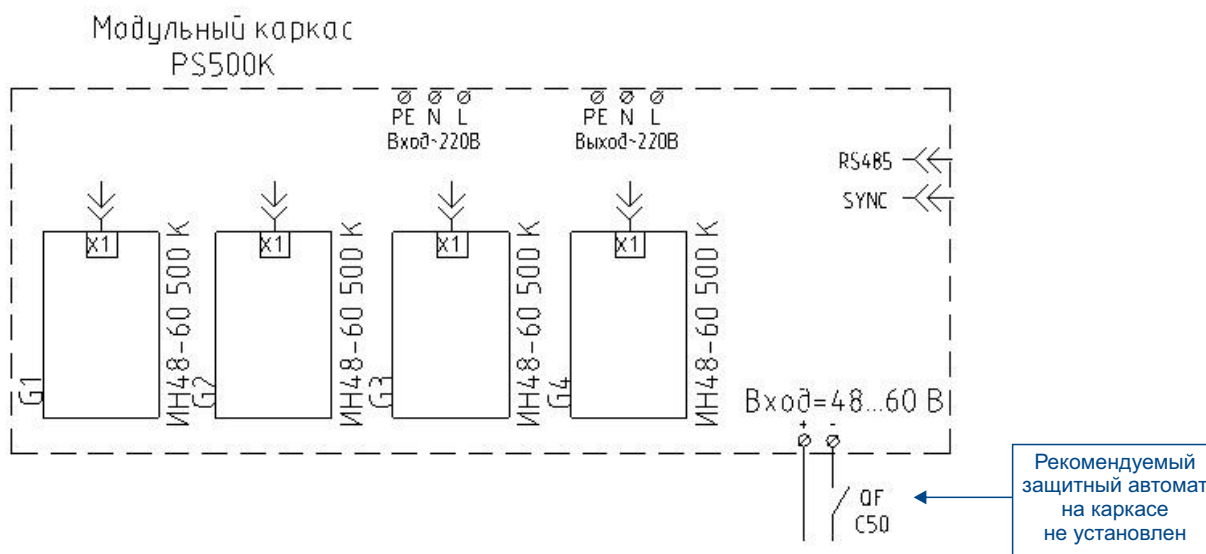 Модульный каркас
PS500K
PE N L
Вход~220В
PE N L
Выход~220В
RS485
SYNC
X1
X1
X1
X1
G1
ИН48-60 500 К
G2
ИН48-60 500 К
G3
ИН48-60 500 К
G4
ИН48-60 500 К
Вход=48...60 В
+ -
QF
C50
Рекомендуемый
защитный автомат
на каркасе
не установлен